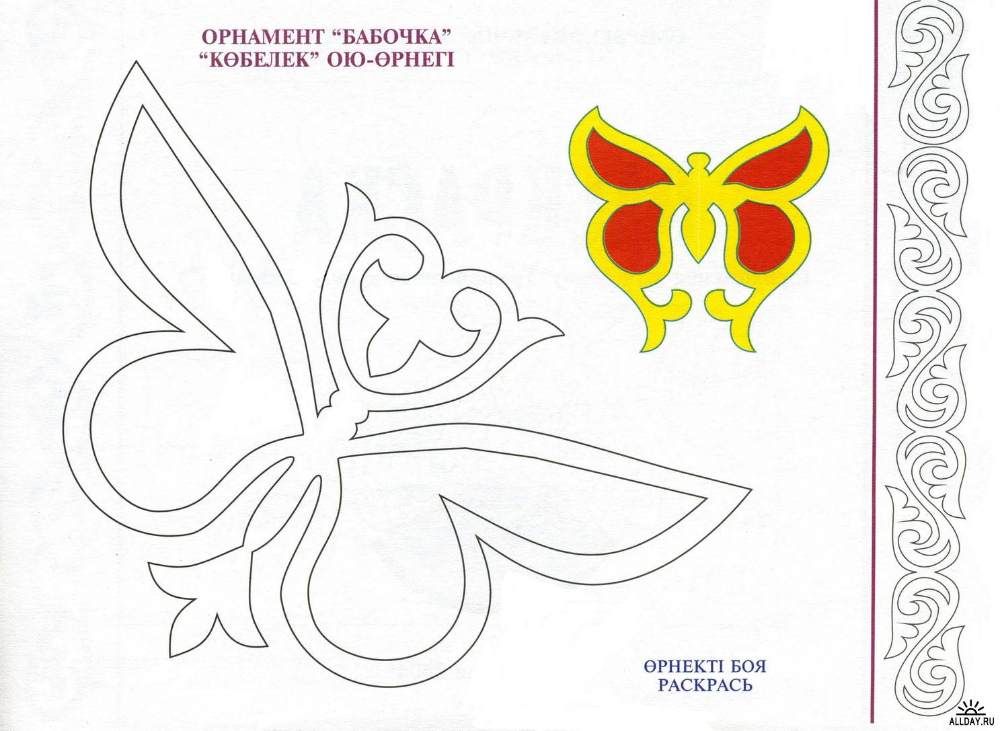 ОРНАМЕНТ “БАБОЧКА”
“КӨБЕЛЕК” ОЮ-ӨРНЕГІ
ӨРНЕКТІ БОЯ
РАСКРАСЬ
ALLDAY.RU